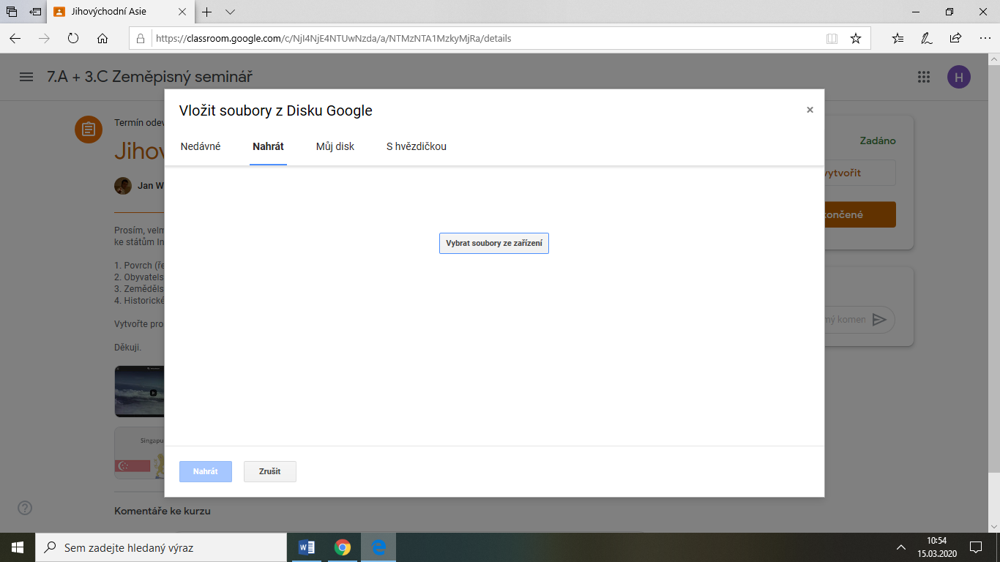 Jihovýchodní Asie
https://classroom.google.com/c/NjI4NjE4NTUwNzda/a/NTMzNTA1MzkyMjRa/details
7.A + 3.C Zeměpisný seminář
H
Vložit soubory z Disku Google
Nedávné
Nahrát
Můj disk
S hvězdičkou
Vybrat soubory ze zařízení
Nahrát
Zrušit
Termín odev
Jihov
Jan W
Prosím, velm
ke státům In
1. Povrch (ře
2. Obyvatels
3. Zeměděls
4. Historické
Vytvořte pro
Děkuji.
Singapu
Komentáře ke kurzu
Zadáno
vytvořit
končené
mý komen
Sem zadejte hledaný výraz
10:54
15.03.2020